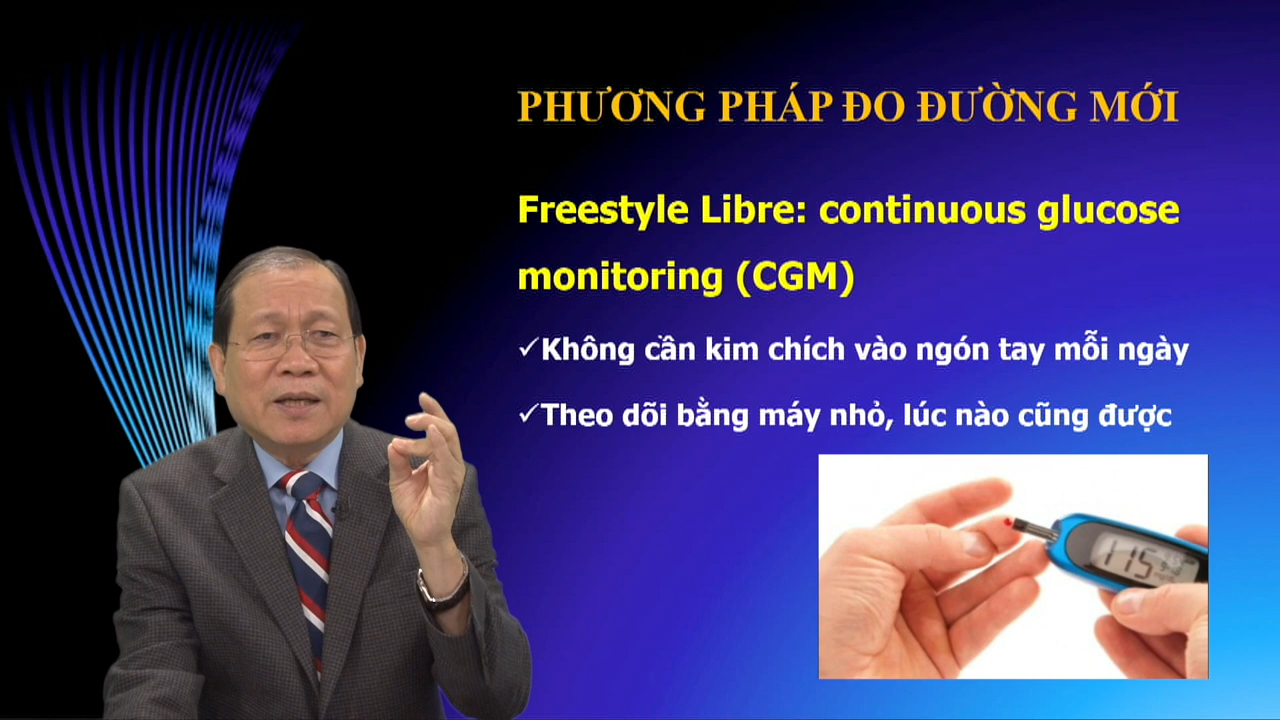 PHƯƠNG PHÁP ĐO ĐƯỜNG MỚI
Freestyle Libre: continuous glucose
monitoring (CGM)
✓Không cần kim chích vào ngón tay mỗi ngày
✓Theo dõi bằng máy nhỏ, lúc nào cũng được
115